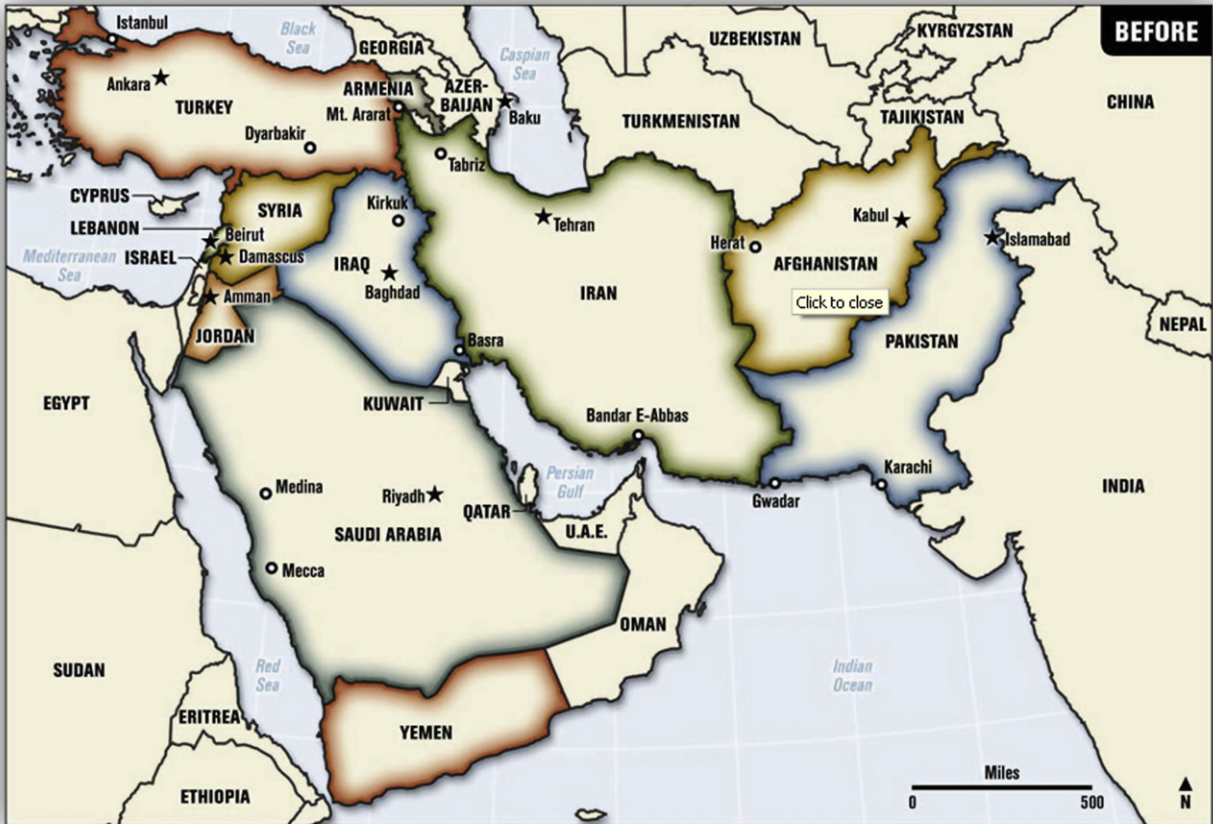 BEFORE
Istanbul
Black
Sea
GEORGIA
Caspian
Sea
UZBEKISTAN
KYRGYZSTAN
Ankara
TURKEY
ARMENIA
AZER-
BAIJAN
Mt. Ararat
Baku
TURKMENISTAN
TAJIKISTAN
CHINA
Dyarbakir
Tabriz
CYPRUS
SYRIA
Kirkuk
Tehran
Kabul
LEBANON
Beirut
Herat
Islamabad
Mediterranean
Sea
ISRAEL
Damascus
IRAQ
Baghdad
AFGHANISTAN
IRAN
Click to close
Amman
JORDAN
Basra
PAKISTAN
NEPAL
EGYPT
KUWAIT
Bandar E-Abbas
Karachi
Medina
Riyadh
Persian
Gulf
QATAR
Gwadar
INDIA
SAUDI ARABIA
U.A.E.
Mecca
OMAN
SUDAN
Red
Sea
Indian
Ocean
ERITREA
YEMEN
ETHIOPIA
Miles
0
500
N